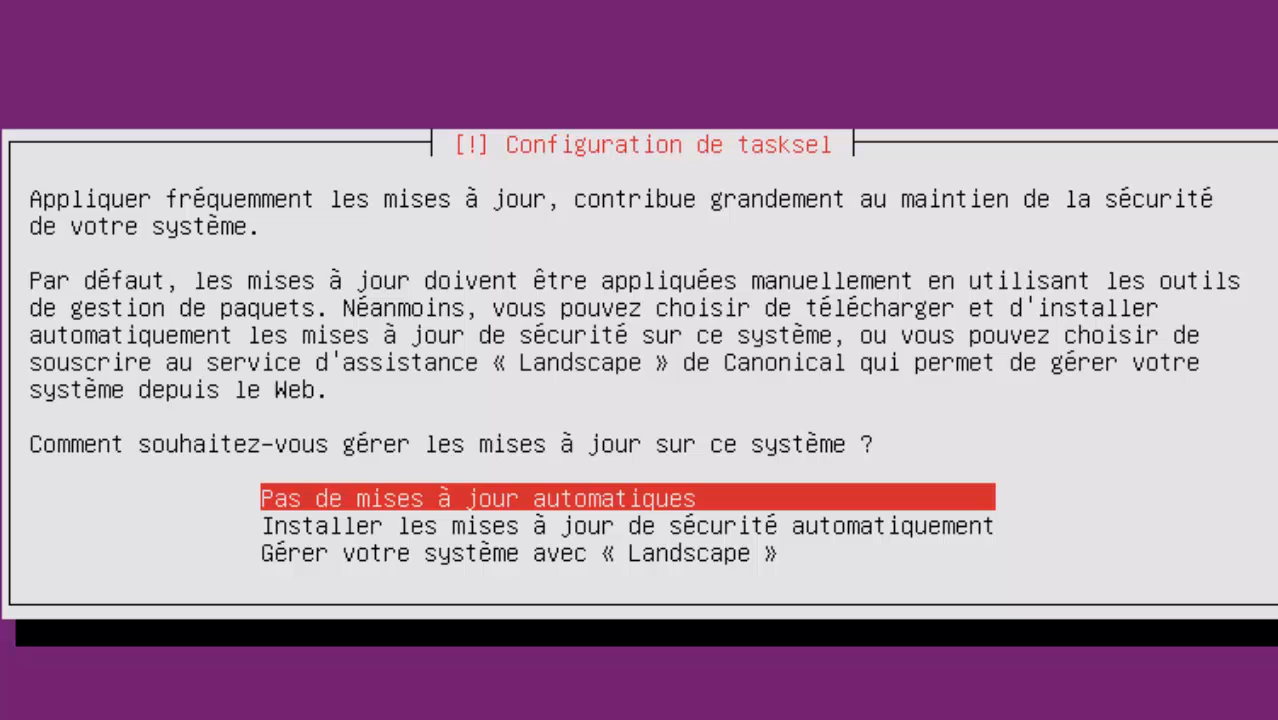 [!] Configuration de tasksel
Appliquer fréquemment les mises à jour, contribue grandement au maintien de la sécurité
de votre système.
Par défaut, les mises à jour doivent être appliquées manuellement en utilisant les outils
de gestion de paquets. Néanmoins, vous pouvez choisir de télécharger et d'installer
automatiquement les mises à jour de sécurité sur ce système, ou vous pouvez choisir de
souscrire au service d'assistance « Landscape » de Canonical qui permet de gérer votre
système depuis le Web.
Comment souhaitez-vous gérer les mises à jour sur ce système ?
Pas de mises à jour automatiques
Installer les mises à jour de sécurité automatiquement
Gérer votre système avec « Landscape »